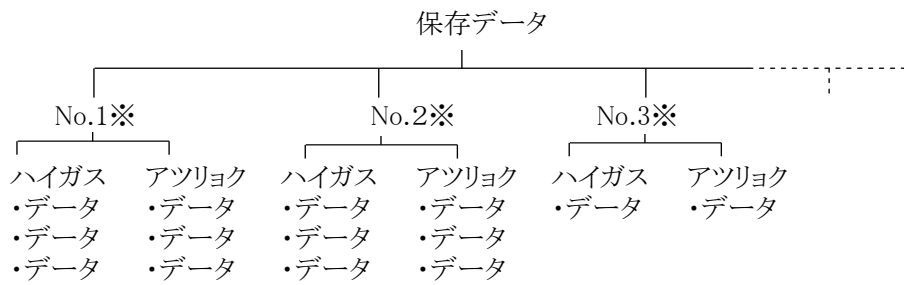 保存データ
No.1※ No.2※ No.3※
ハイガス アツリョク ハイガス アツリョク ハイガス アツリョク
・データ ・データ ・データ ・データ ・データ ・データ
・データ ・データ ・データ ・データ
・データ ・データ ・データ ・データ